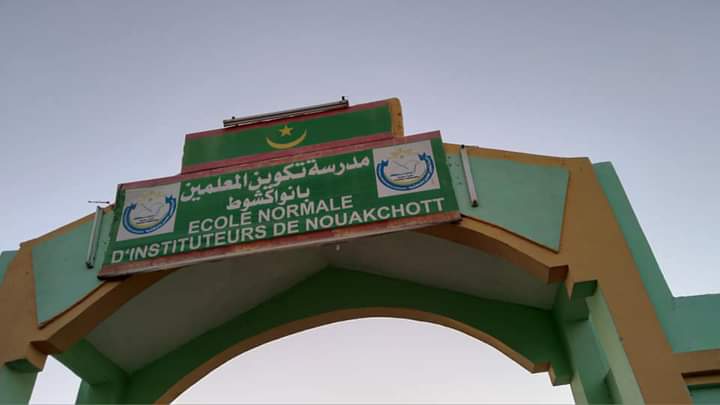 مدرسة تكوين المعلمين
بانواكشوط
ECOLE NORMALE
D'INSTITUTEURS DE NOUAKCHOTT